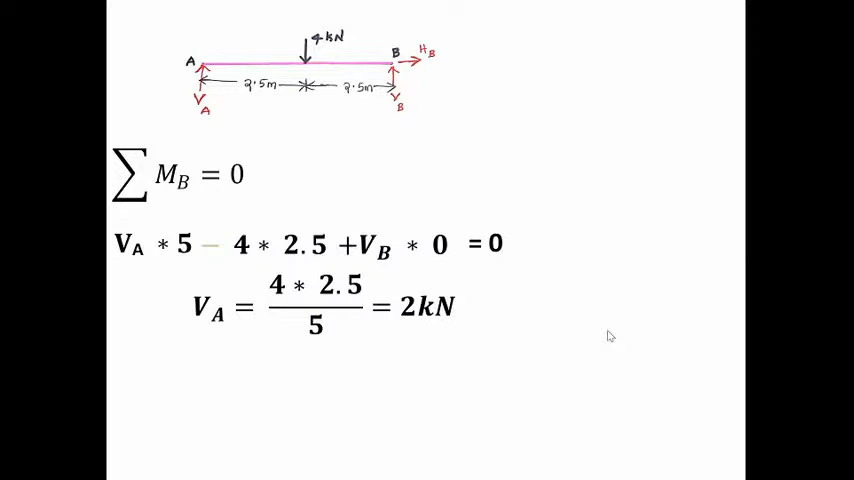 4kN
A B H_B
2.5m 2.5m
V_A V_B
∑ M_B = 0
V_A * 5 − 4 * 2.5 + V_B * 0 = 0
V_A = (4 * 2.5)/5 = 2kN